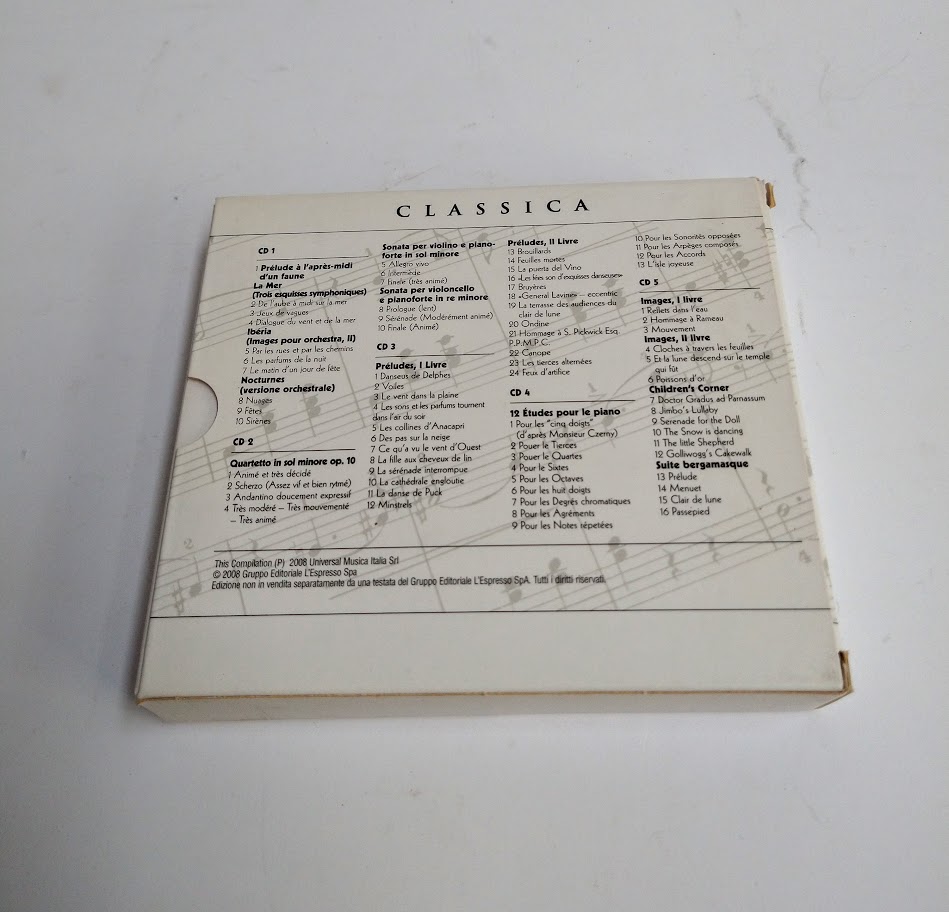 CLASSICA
CD 1
1 Prélude à l'après-midi
d'un faune
La Mer
(Trois esquisses symphoniques)
2 De l'aube à midi sur la mer
3 Jeux de vagues
4 Dialogue du vent et de la mer
Ibéria
(Images pour orchestra, II)
5 Par les rues et par les chemins
6 Les parfums de la nuit
7 Le matin d'un jour de fête
Nocturnes
(versione orchestrale)
8 Nuages
9 Fêtes
10 Sirènes
CD 2
Quartetto in sol minore op. 10
1 Animé et très décidé
2 Scherzo (Assez vif et bien rytmé)
3 Andantino doucement expressif
4 Très modéré – Très mouvementé
– Très animé
Sonata per violino e piano-
forte in sol minore
5 Allegro vivo
6 Intermède
7 Finale (très animé)
Sonata per violoncello
e pianoforte in re minore
8 Prologue (lent)
9 Sérénade (Modérément animé)
10 Finale (Animé)
CD 3
Préludes, I Livre
1 Danseus de Delphes
2 Voiles
3 Le vent dans la plaine
4 Les sons et les parfums tournent
dans l'air du soir
5 Les collines d'Anacapri
6 Des pas sur la neige
7 Ce qu'a vu le vent d'Ouest
8 La fille aux cheveux de lin
9 La sérénade interrompue
10 La cathédrale engloutie
11 La danse de Puck
12 Minstrels
Préludes, II Livre
13 Brouillards
14 Feuilles mortes
15 La puerta del Vino
16 «Les fées son d'exquises danseuses»
17 Bruyères
18 «General Lavine» – eccentric
19 La terrasse des audiences du
clair de lune
20 Ondine
21 Hommage à S. Pickwick Esq.
P.P.M.P.C.
22 Canope
23 Les tierces alternées
24 Feux d'artifice
CD 4
12 Études pour le piano
1 Pour les "cinq doigts"
(d'après Monsieur Czerny)
2 Pouer le Tierces
3 Pouer le Quartes
4 Pour le Sixtes
5 Pour les Octaves
6 Pour les huit doigts
7 Pour les Degrès chromatiques
8 Pour les Agréments
9 Pour les Notes répetées
10 Pour les Sonorités opposées
11 Pour les Arpèges composés
12 Pour les Accords
13 L'isle joyeuse
CD 5
Images, I livre
1 Reflets dans l'eau
2 Hommage à Rameau
3 Mouvement
Images, II livre
4 Cloches à travers les feuilles
5 Et la lune descend sur le temple
qui fût
6 Poissons d'or
Children's Corner
7 Doctor Gradus ad Parnassum
8 Jimbo's Lullaby
9 Serenade for the Doll
10 The Snow is dancing
11 The little Shepherd
12 Golliwogg's Cakewalk
Suite bergamasque
13 Prélude
14 Menuet
15 Clair de lune
16 Passepied
This Compilation (P) 2008 Universal Musica Italia Srl
© 2008 Gruppo Editoriale L'Espresso Spa
Edizione non in vendita separatamente da una testata del Gruppo Editoriale L'Espresso SpA. Tutti i diritti riservati.